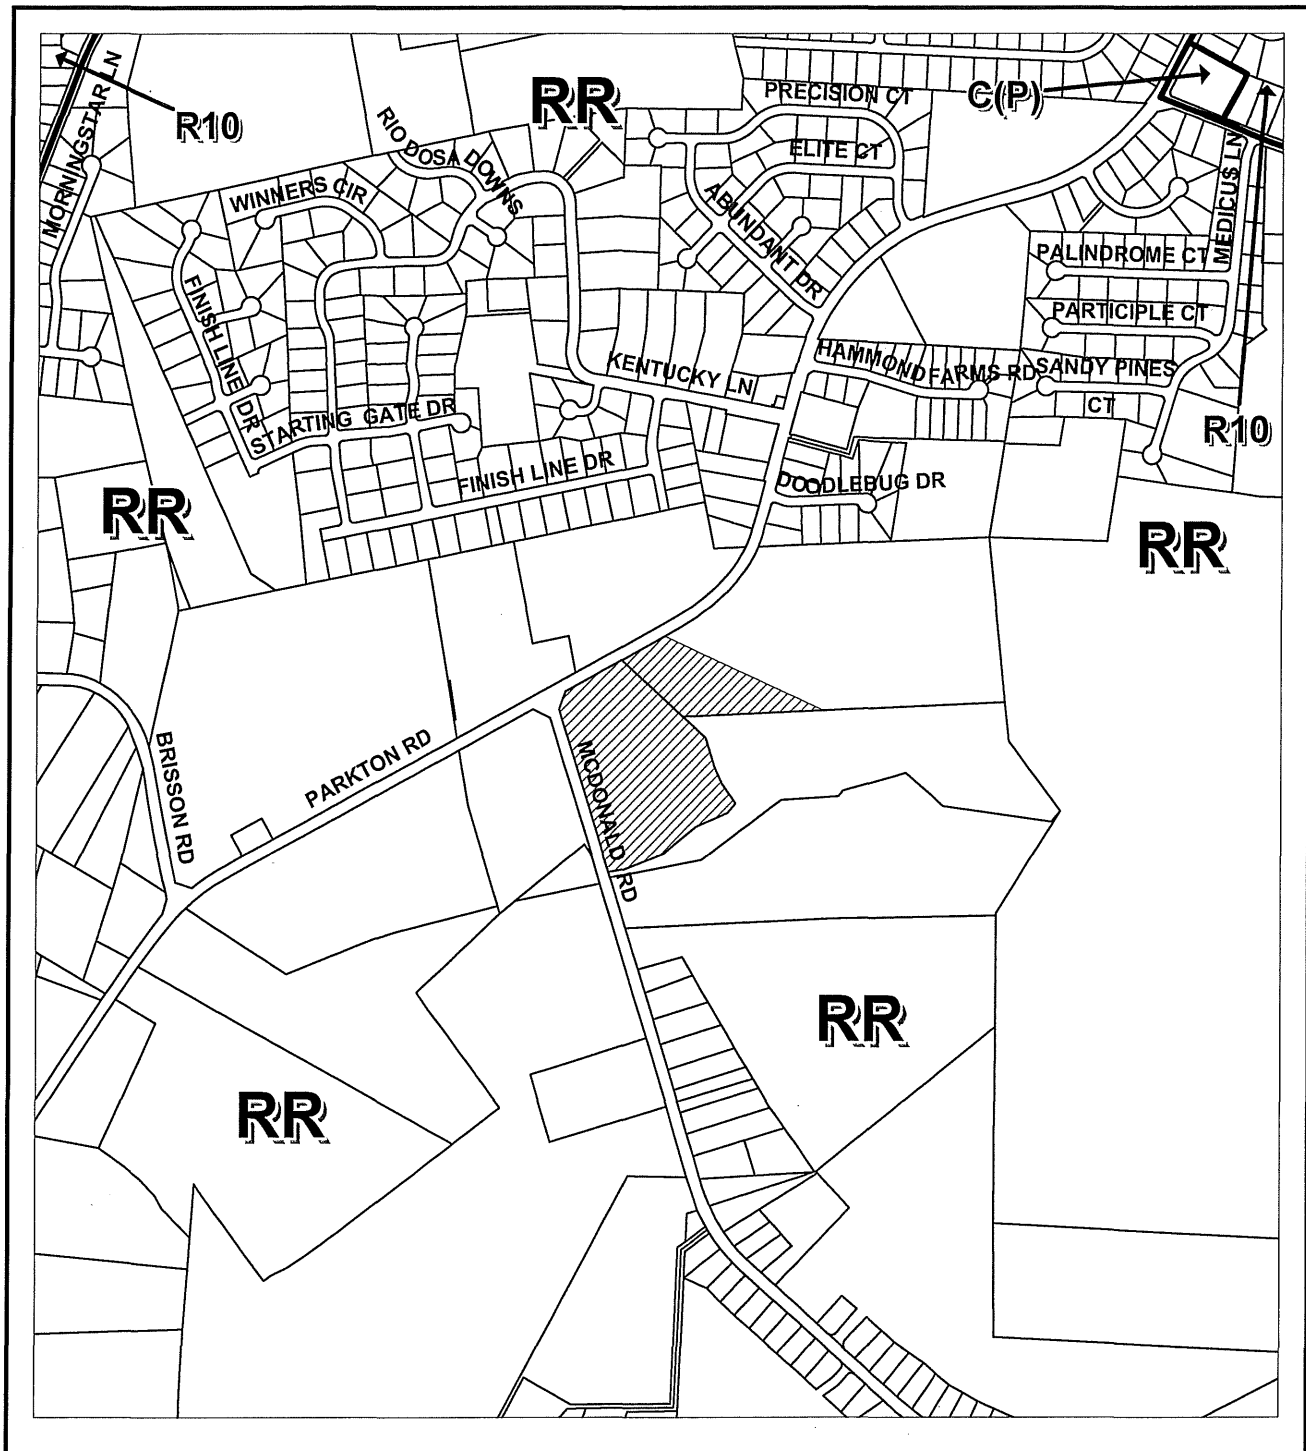 RR
C(P)
R10
PRECISION CT
MORNINGSTAR LN
RIO DOSA DOWNS
ELITE CT
WINNERS CIR
ABUNDANT DR
MEDICUS LN
PALINDROME CT
FINISH LINE DR
PARTICIPLE CT
KENTUCKY LN
HAMMOND FARMS RD
SANDY PINES
CT
STARTING GATE DR
R10
FINISH LINE DR
DOODLEBUG DR
RR
RR
BRISSON RD
PARKTON RD
MCDONALD RD
RR
RR